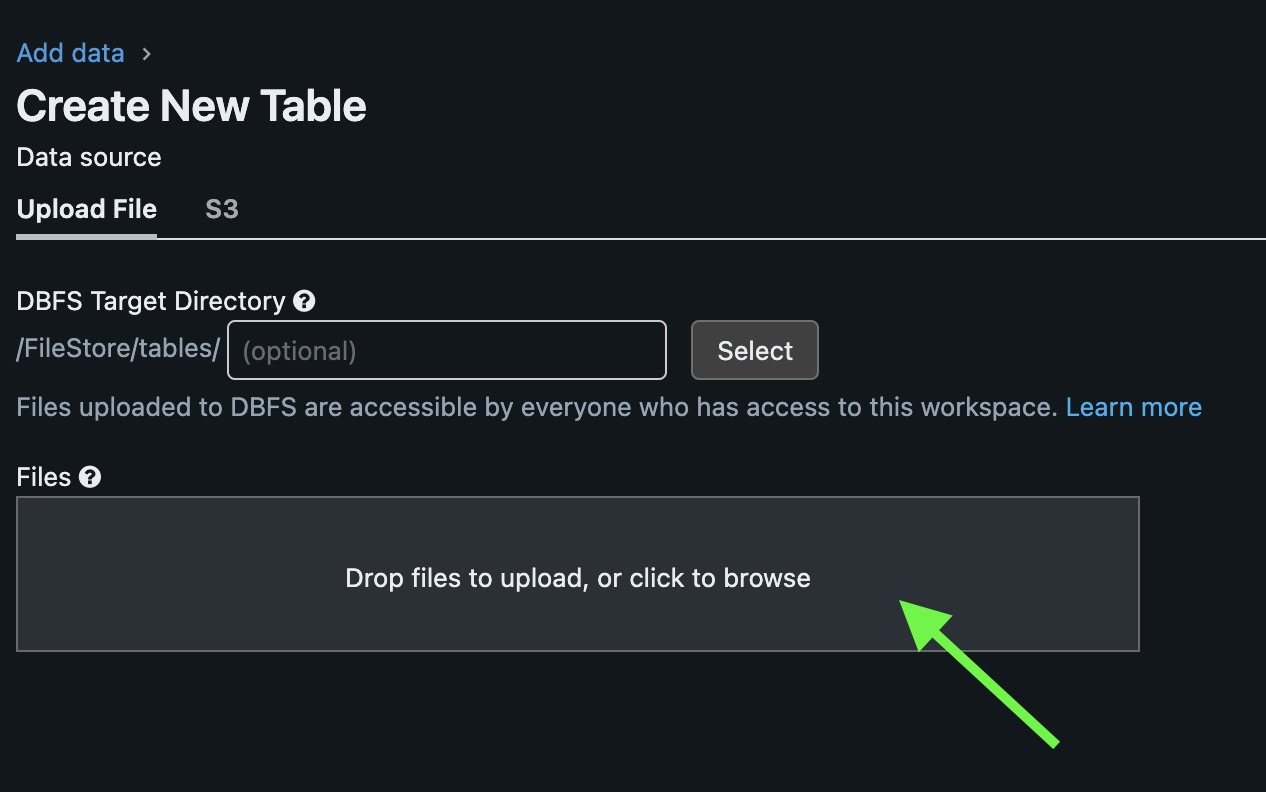 Add data ›
Create New Table
Data source
Upload File S3
DBFS Target Directory ?
/FileStore/tables/ (optional) Select
Files uploaded to DBFS are accessible by everyone who has access to this workspace. Learn more
Files ?
Drop files to upload, or click to browse